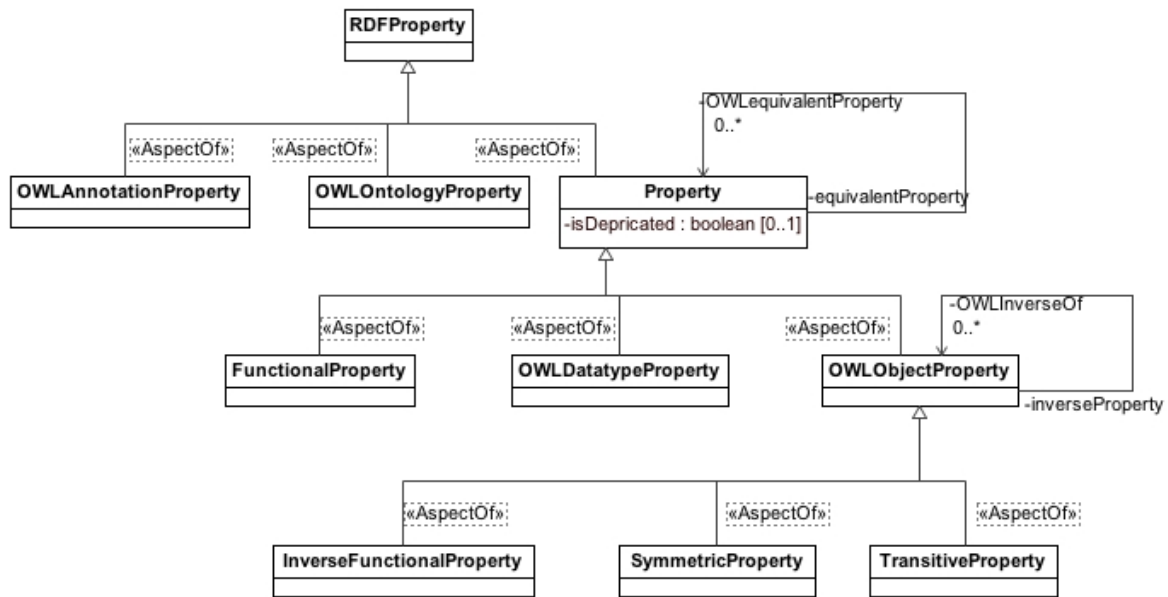 RDFProperty
-OWLequivalentProperty
0..*
«AspectOf»
«AspectOf»
«AspectOf»
OWLAnnotationProperty
OWLOntologyProperty
Property
-equivalentProperty
-isDepricated : boolean [0..1]
-OWLInverseOf
0..*
«AspectOf»
«AspectOf»
«AspectOf»
FunctionalProperty
OWLDatatypeProperty
OWLObjectProperty
-inverseProperty
«AspectOf»
«AspectOf»
«AspectOf»
InverseFunctionalProperty
SymmetricProperty
TransitiveProperty